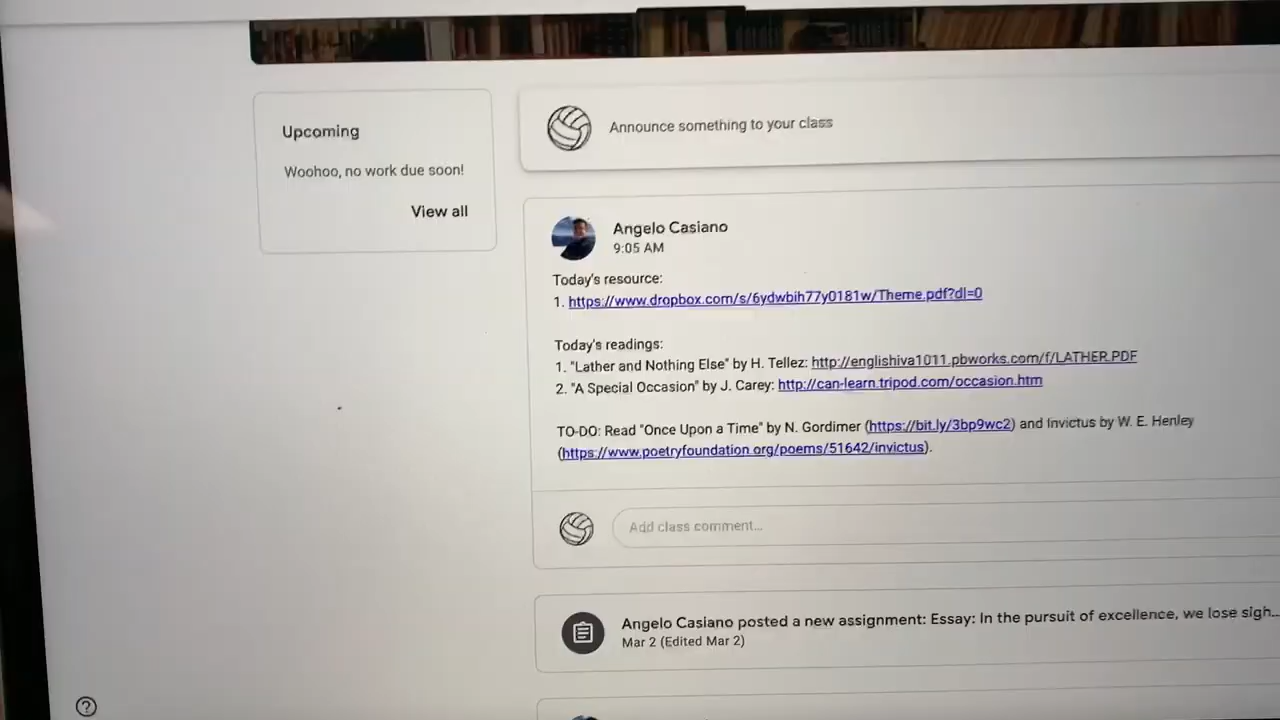 Upcoming
Woohoo, no work due soon!
View all
Announce something to your class
Angelo Casiano
9:05 AM
Today's resource:
1. https://www.dropbox.com/s/6ydwbih77y0181w/Theme.pdf?dl=0
Today's readings:
1. "Lather and Nothing Else" by H. Tellez: http://englishiva1011.pbworks.com/f/LATHER.PDF
2. "A Special Occasion" by J. Carey: http://can-learn.tripod.com/occasion.htm
TO-DO: Read "Once Upon a Time" by N. Gordimer (https://bit.ly/3bp9wc2) and Invictus by W. E. Henley
(https://www.poetryfoundation.org/poems/51642/invictus).
Add class comment...
Angelo Casiano posted a new assignment: Essay: In the pursuit of excellence, we lose sigh...
Mar 2 (Edited Mar 2)